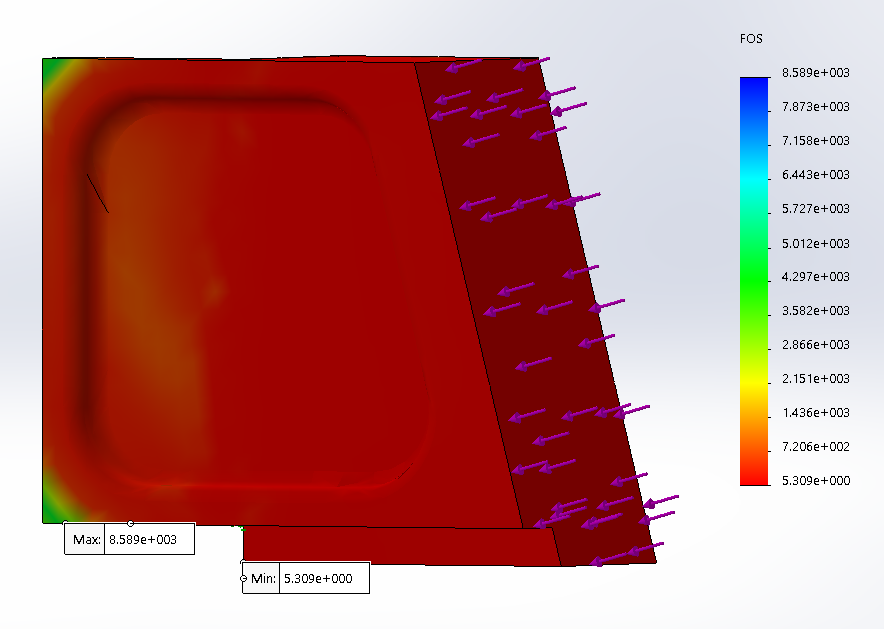 FOS
8.589e+003
7.873e+003
7.158e+003
6.443e+003
5.727e+003
5.012e+003
4.297e+003
3.582e+003
2.866e+003
2.151e+003
1.436e+003
7.206e+002
5.309e+000
Max: 8.589e+003
Min: 5.309e+000